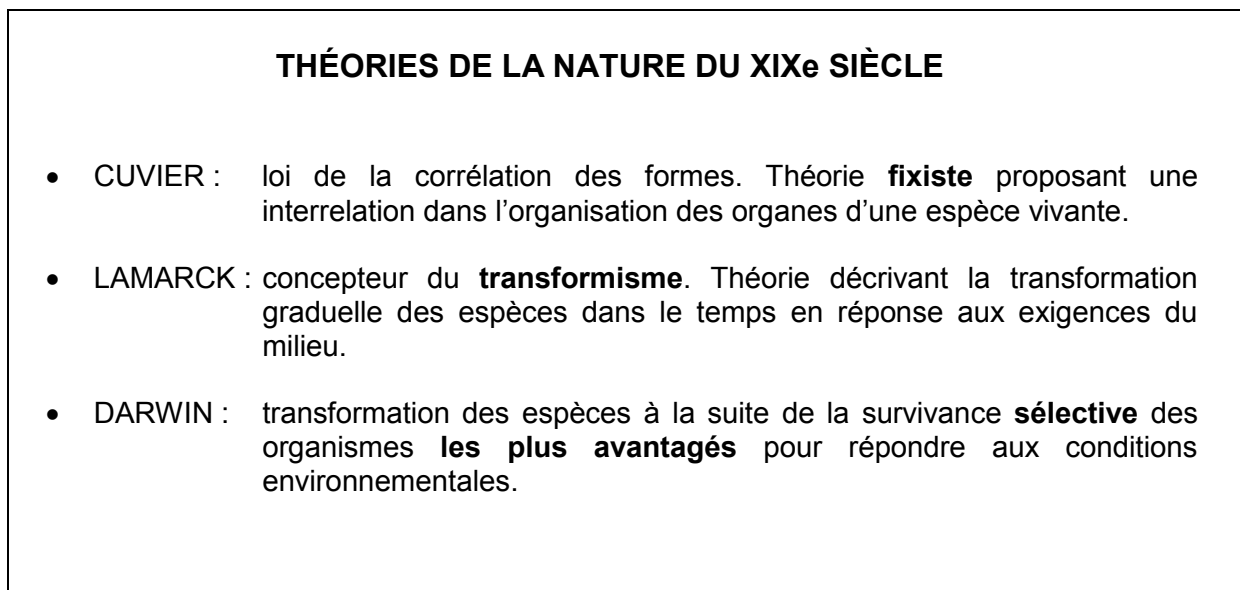 THÉORIES DE LA NATURE DU XIXe SIÈCLE
• CUVIER : loi de la corrélation des formes. Théorie fixiste proposant une
interrelation dans l’organisation des organes d’une espèce vivante.
• LAMARCK : concepteur du transformisme. Théorie décrivant la transformation
graduelle des espèces dans le temps en réponse aux exigences du
milieu.
• DARWIN : transformation des espèces à la suite de la survivance sélective des
organismes les plus avantagés pour répondre aux conditions
environnementales.